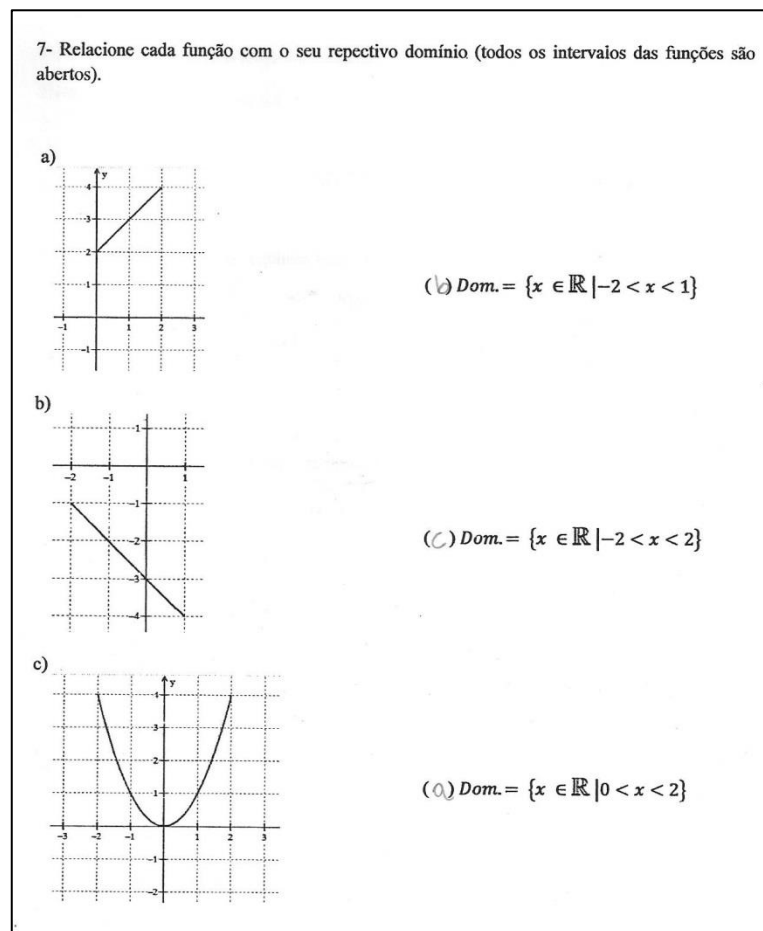 7- Relacione cada função com o seu repectivo domínio (todos os intervalos das funções são
abertos).
a)
y
4
3
2
1
-1 1 2 3
-1
(b) Dom.= {x ∈ ℝ |-2 < x < 1}
b)
1
-2 -1 1
-1
-2
-3
-4
(C) Dom.= {x ∈ ℝ |-2 < x < 2}
c)
y
4
3
2
1
-3 -2 -1 1 2 3
-1
-2
(a) Dom.= {x ∈ ℝ |0 < x < 2}